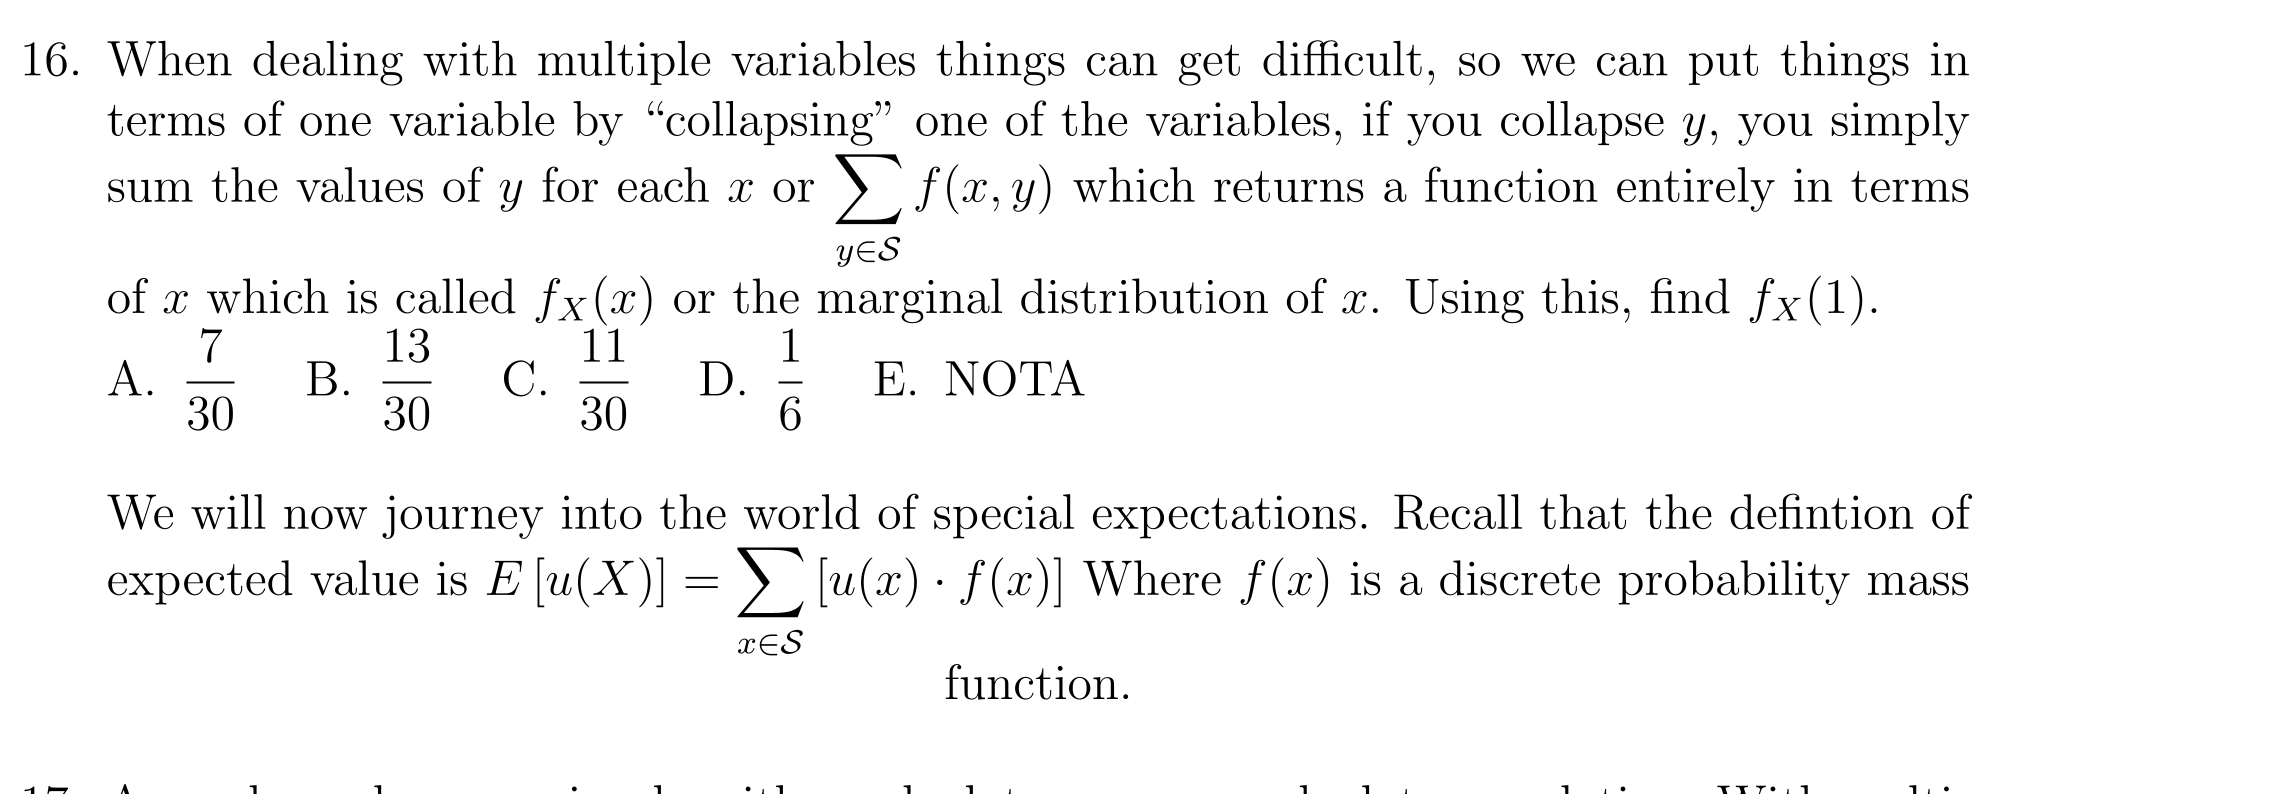 16. When dealing with multiple variables things can get difficult, so we can put things in
terms of one variable by “collapsing” one of the variables, if you collapse y, you simply
sum the values of y for each x or $\sum_{y \in \mathcal{S}} f(x, y)$ which returns a function entirely in terms
of x which is called $f_X(x)$ or the marginal distribution of x. Using this, find $f_X(1)$.
A. $\frac{7}{30}$ B. $\frac{13}{30}$ C. $\frac{11}{30}$ D. $\frac{1}{6}$ E. NOTA
We will now journey into the world of special expectations. Recall that the defintion of
expected value is $E[u(X)] = \sum_{x \in \mathcal{S}} [u(x) \cdot f(x)]$ Where $f(x)$ is a discrete probability mass
function.